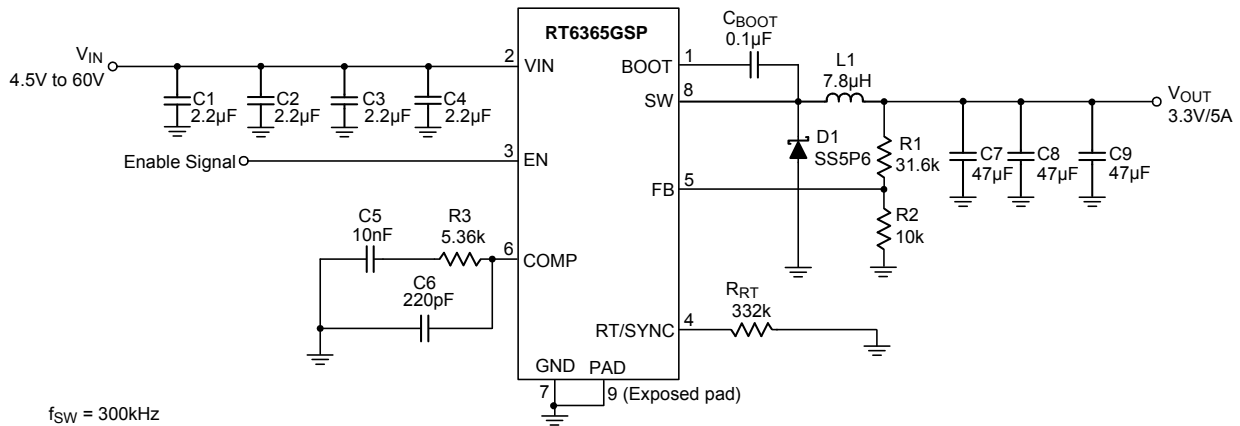 RT6365GSP
VIN
4.5V to 60V
2
VIN
C1
2.2µF
C2
2.2µF
C3
2.2µF
C4
2.2µF
Enable Signal
3
EN
C5
10nF
R3
5.36k
6
COMP
C6
220pF
GND
7
PAD
9 (Exposed pad)
BOOT
1
CBOOT
0.1µF
SW
8
L1
7.8µH
VOUT
3.3V/5A
D1
SS5P6
R1
31.6k
C7
47µF
C8
47µF
C9
47µF
FB
5
R2
10k
RT/SYNC
4
RRT
332k
fSW = 300kHz